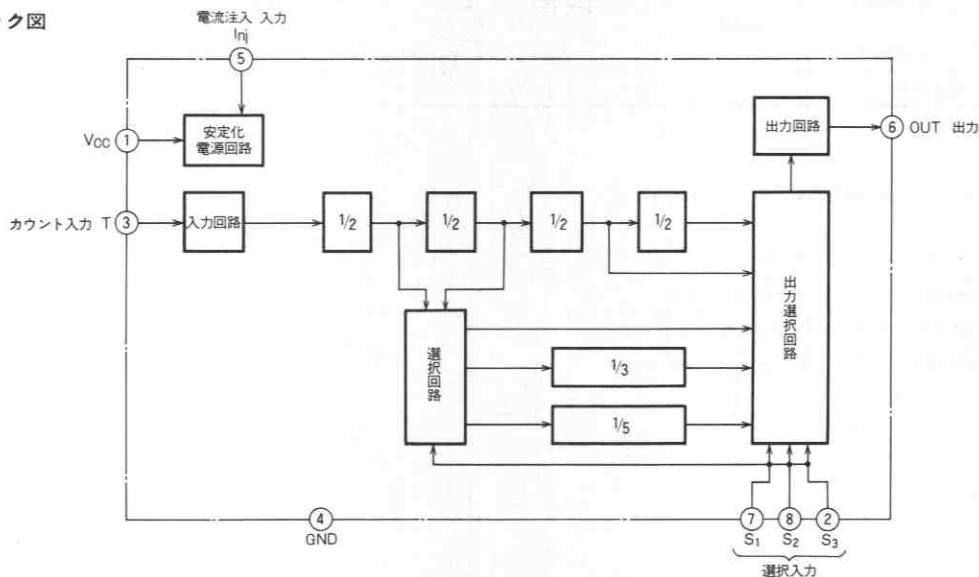 ク図
電流注入 入力
Inj
5
VCC 1
安定化
電源回路
出力回路
6 OUT 出力
カウント入力 T 3
入力回路
1/2
1/2
1/2
1/2
選択回路
出力選択回路
1/3
1/5
4
GND
7
8
2
S1
S2
S3
選択入力